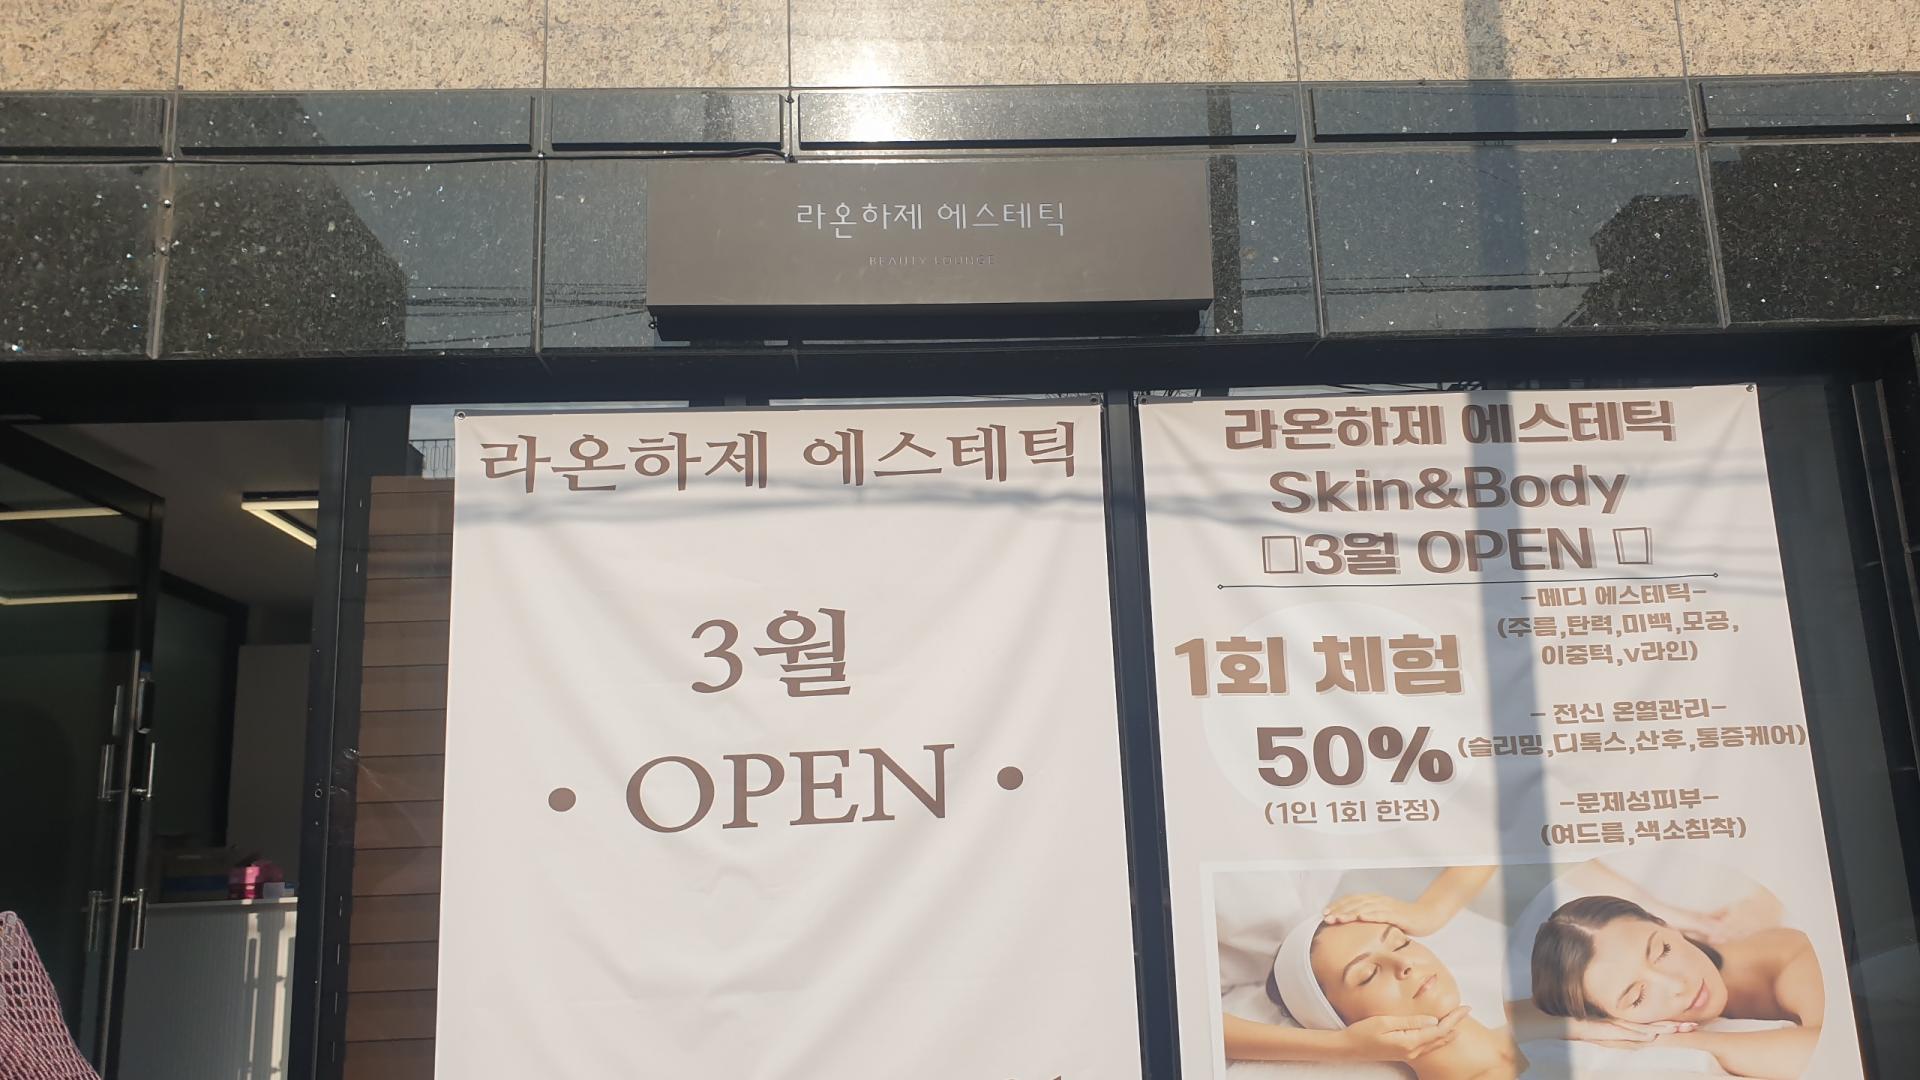 라온하제 에스테틱
BEAUTY LOUNGE
라온하제 에스테틱
3월
• OPEN •
라온하제 에스테틱
Skin&Body
□3월 OPEN □
1회 체험
50%
(1인 1회 한정)
-메디 에스테틱-
(주름,탄력,미백,모공,
이중턱,v라인)
- 전신 온열관리-
(슬리밍,디톡스,산후,통증케어)
-문제성피부-
(여드름,색소침착)